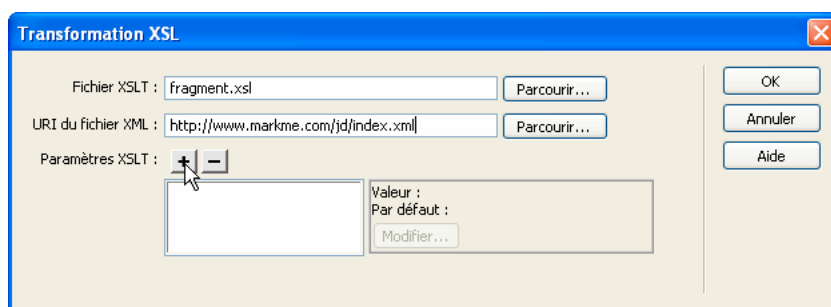 Transformation XSL
Fichier XSLT : fragment.xsl Parcourir... OK
URI du fichier XML : http://www.markme.com/jd/index.xml Parcourir... Annuler
Paramètres XSLT : + − Aide
Valeur :
Par défaut :
Modifier...